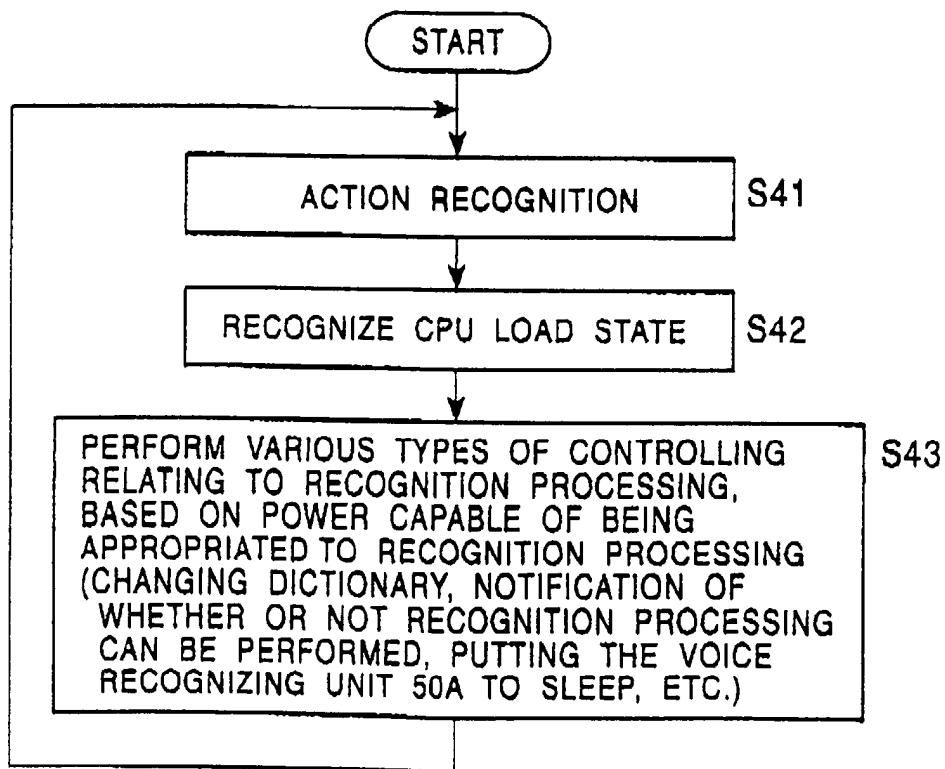 START
ACTION RECOGNITION
S41
RECOGNIZE CPU LOAD STATE
S42
PERFORM VARIOUS TYPES OF CONTROLLING
RELATING TO RECOGNITION PROCESSING,
BASED ON POWER CAPABLE OF BEING
APPROPRIATED TO RECOGNITION PROCESSING
(CHANGING DICTIONARY, NOTIFICATION OF
WHETHER OR NOT RECOGNITION PROCESSING
CAN BE PERFORMED, PUTTING THE VOICE
RECOGNIZING UNIT 50A TO SLEEP, ETC.)
S43